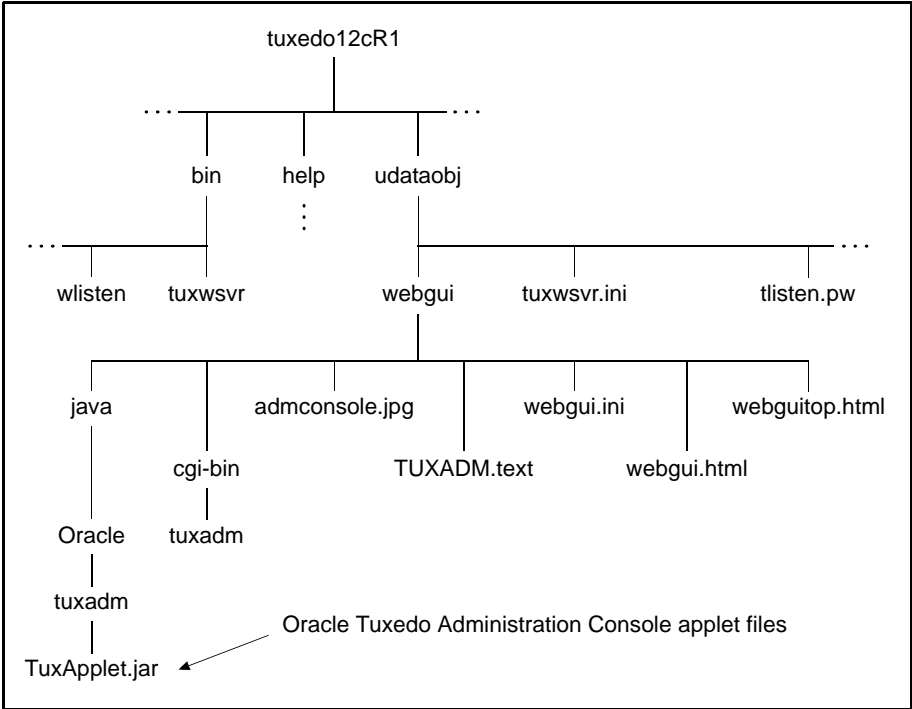 tuxedo12cR1
... ...
bin help udataobj
...
... ...
wlisten tuxwsvr webgui tuxwsvr.ini tlisten.pw
java admconsole.jpg webgui.ini webguitop.html
cgi-bin TUXADM.text webgui.html
Oracle tuxadm
tuxadm
Oracle Tuxedo Administration Console applet files
TuxApplet.jar